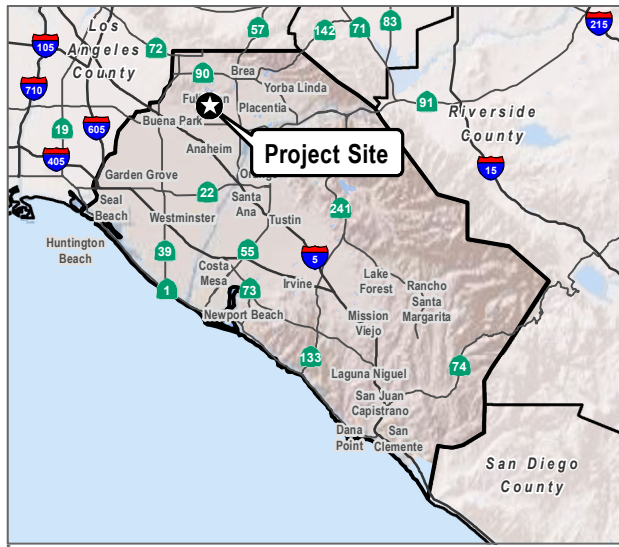 Los
Angeles
County
105
710
19
605
405
72
57
142
71
83
215
90
Brea
Yorba Linda
Placentia
Buena Park
Anaheim
Project Site
91
Riverside
County
15
Garden Grove
Seal
Beach
22
Westminster
Santa
Ana
Tustin
241
Huntington
Beach
39
55
5
1
Costa
Mesa
73
Irvine
Newport Beach
Lake
Forest
Rancho
Santa
Margarita
Mission
Viejo
133
74
Laguna Niguel
San Juan
Capistrano
Dana
Point
San
Clemente
San Diego
County